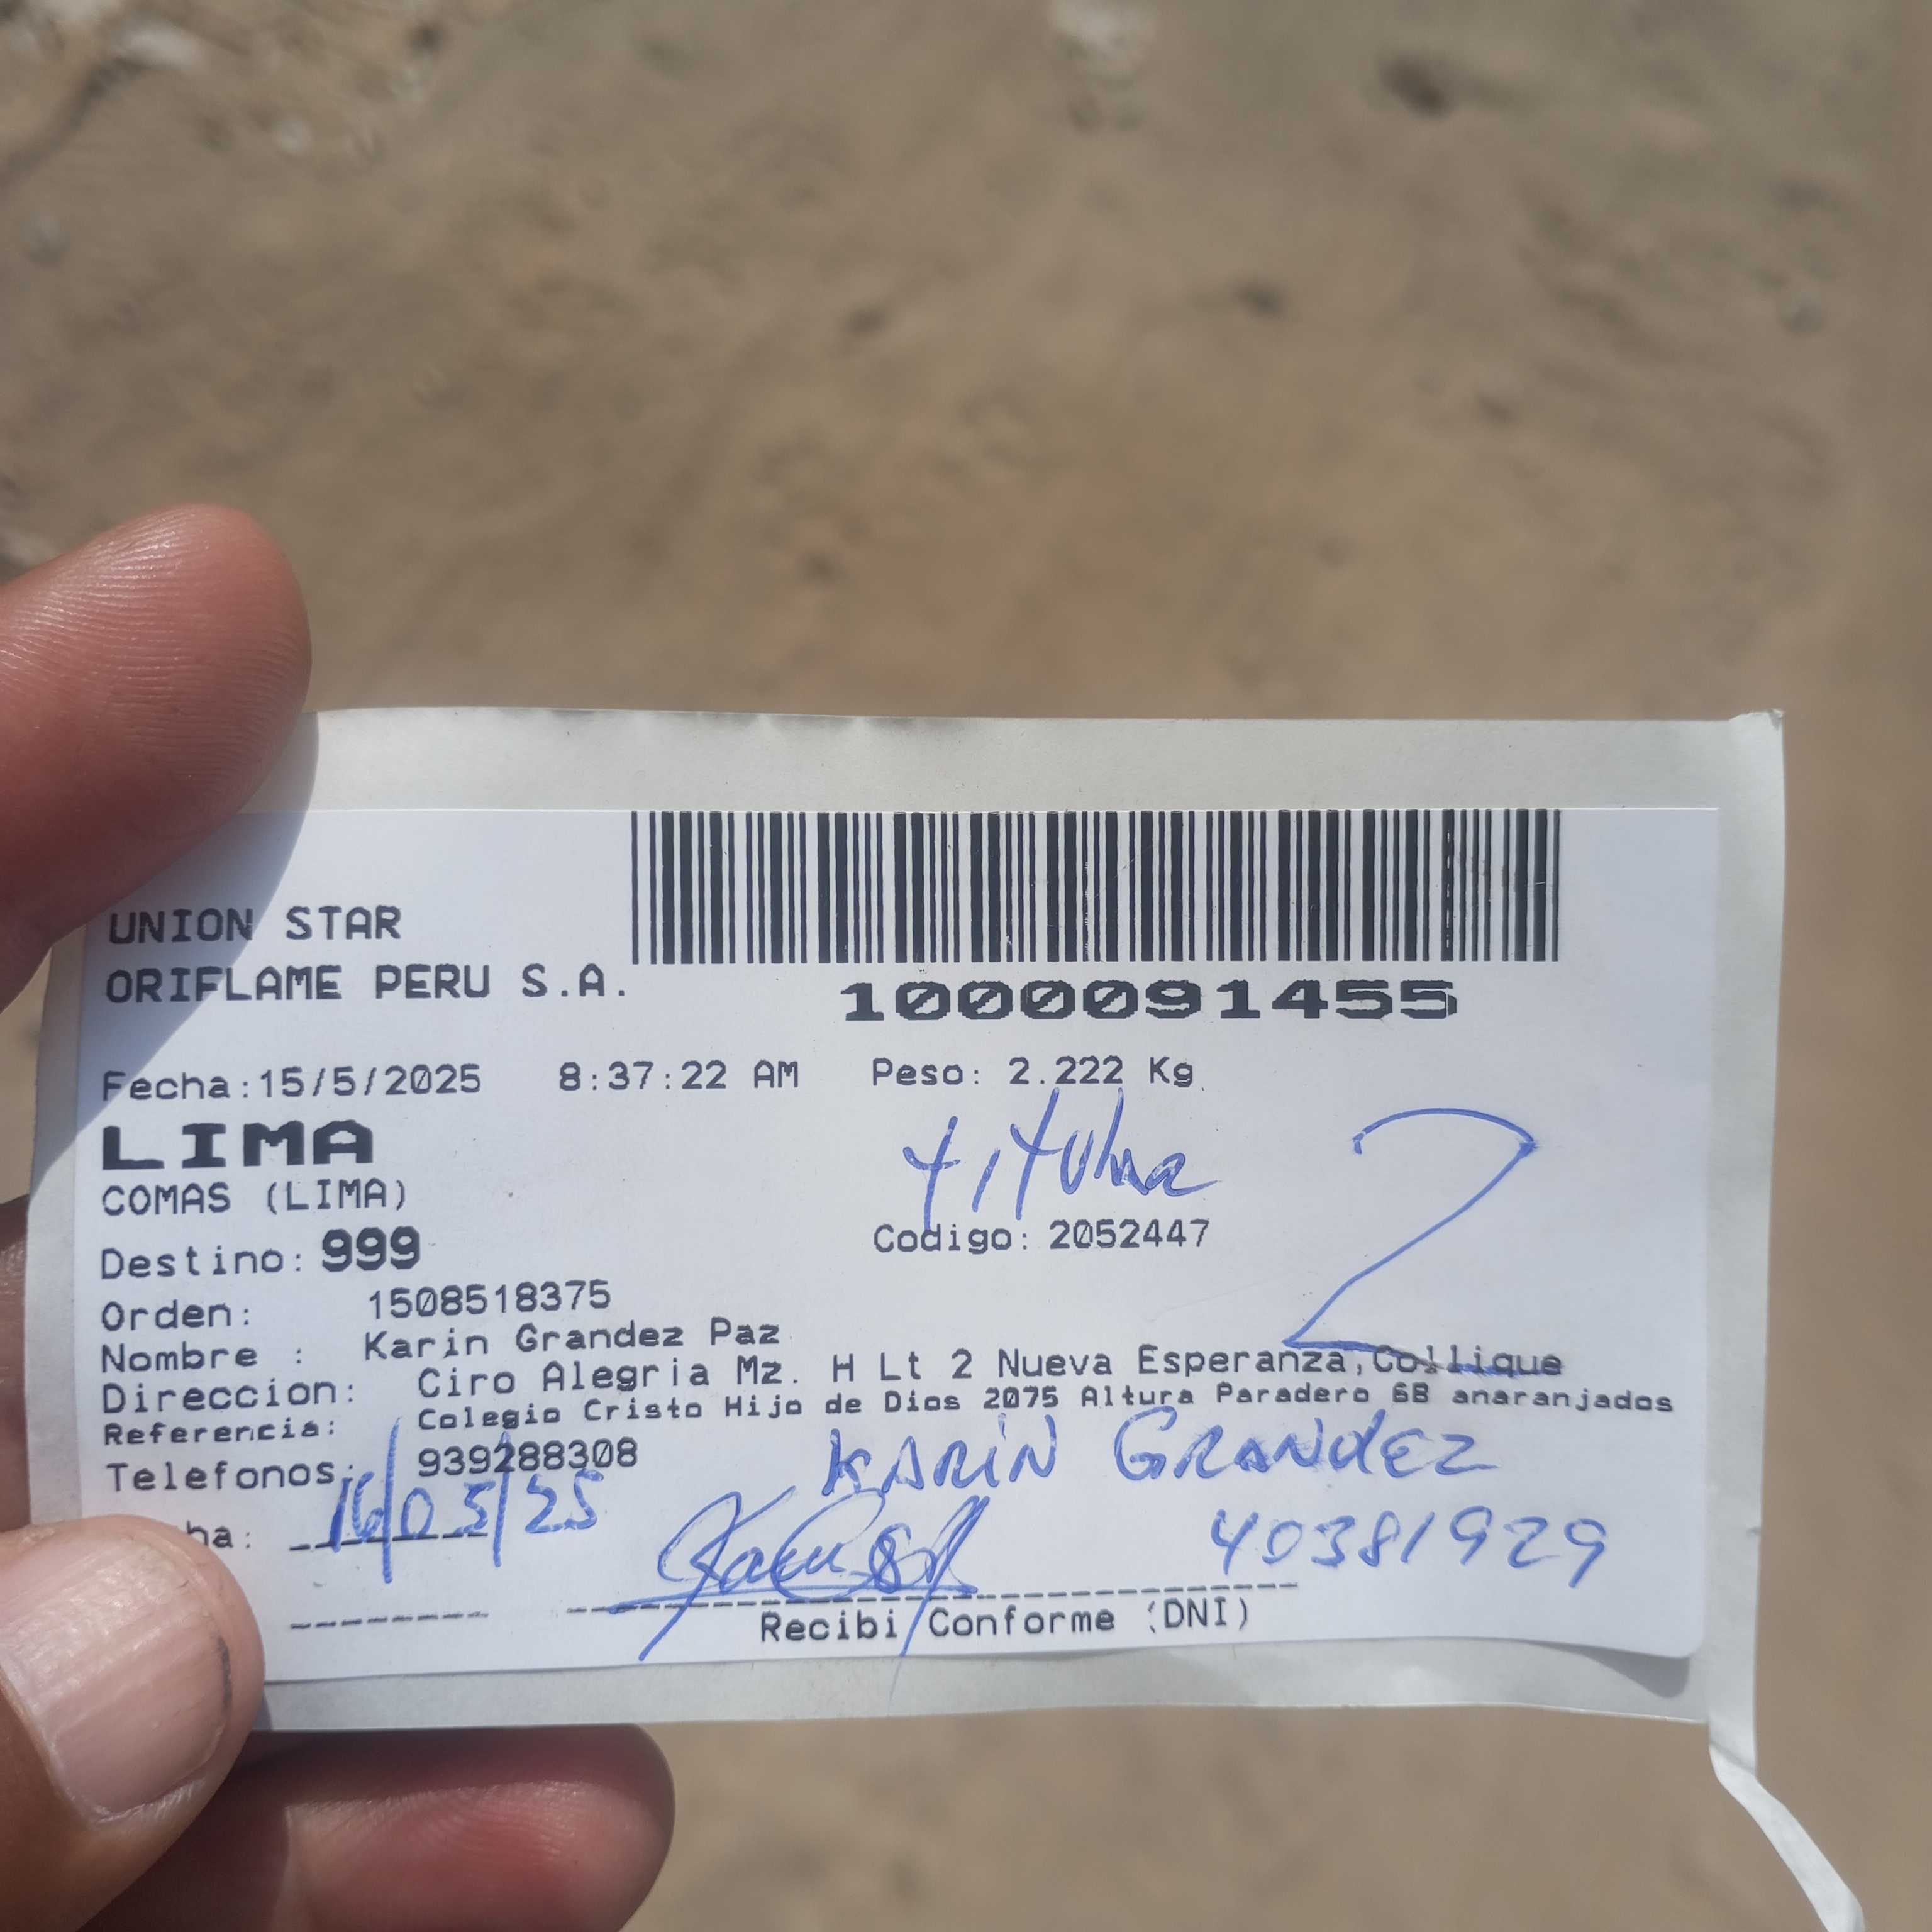 UNION STAR
ORIFLAME PERU S.A.
1000091455
Fecha:15/5/2025 8:37:22 AM Peso: 2.222 Kg
LIMA
titular
2
COMAS (LIMA)
Codigo: 2052447
Destino: 999
Orden: 1508518375
Nombre : Karin Grandez Paz
Direccion: Ciro Alegria Mz. H Lt 2 Nueva Esperanza,Collique
Referencia: Colegio Cristo Hijo de Dios 2075 Altura Paradero 6B anaranjados
Telefonos: 939288308
KARIN GRANDEZ
ha: 16/05/25
40381929
Recibi Conforme (DNI)